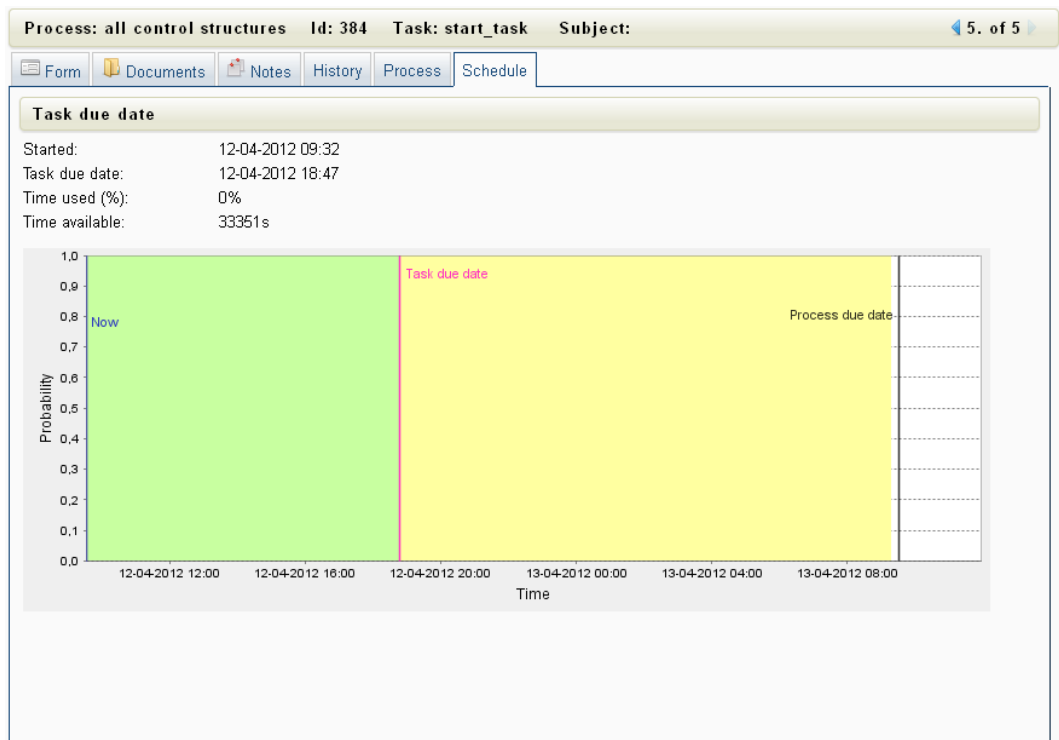 Process: all control structures Id: 384 Task: start_task Subject: 5. of 5
Form Documents Notes History Process Schedule
Task due date
Started: 12-04-2012 09:32
Task due date: 12-04-2012 18:47
Time used (%): 0%
Time available: 33351s
1,0
Task due date
0,9
Process due date
0,8
Now
0,7
0,6
Probability
0,5
0,4
0,3
0,2
0,1
0,0
12-04-2012 12:00 12-04-2012 16:00 12-04-2012 20:00 13-04-2012 00:00 13-04-2012 04:00 13-04-2012 08:00
Time